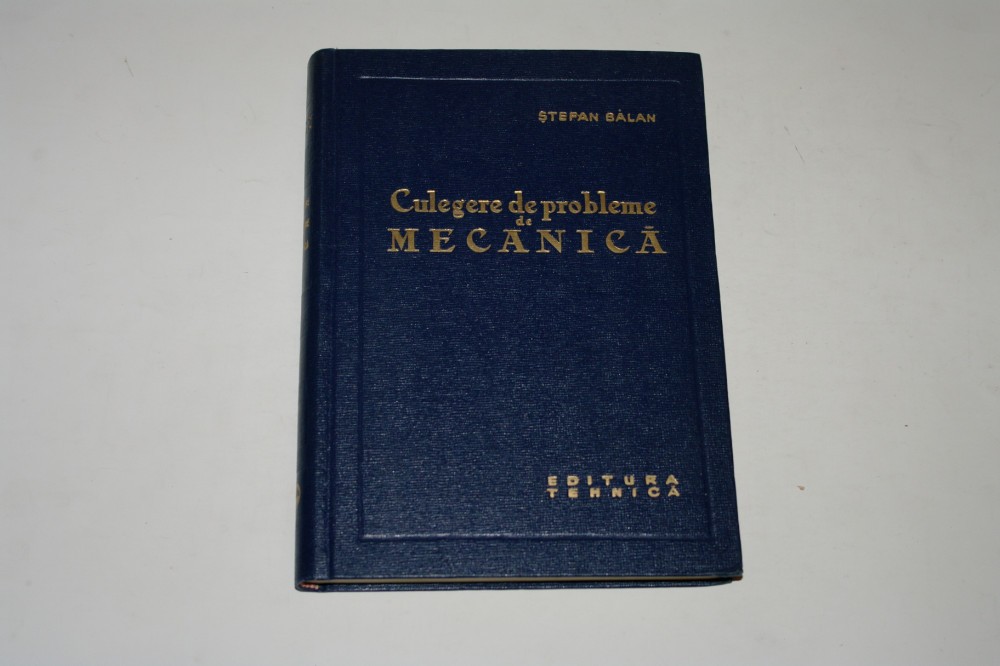 ȘTEFAN BĂLAN
Culegere de probleme
de
MECANICĂ
EDITURA
TEHNICĂ